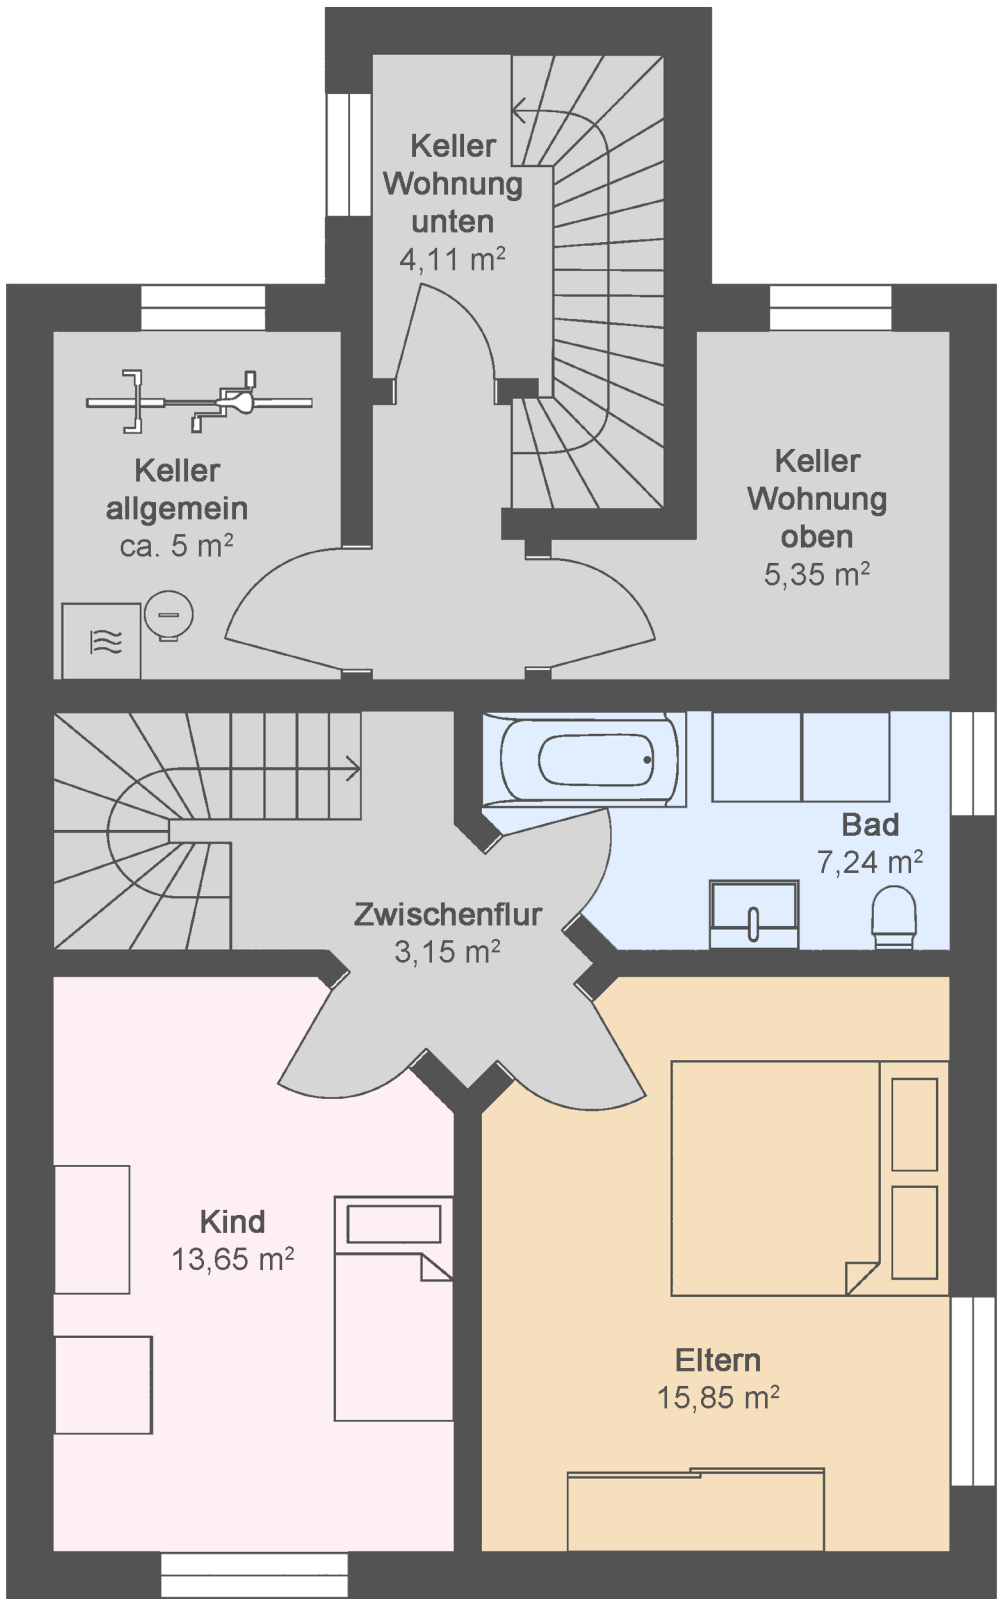 Keller
Wohnung
unten
4,11 m²
Keller
allgemein
ca. 5 m²
Keller
Wohnung
oben
5,35 m²
Bad
7,24 m²
Zwischenflur
3,15 m²
Kind
13,65 m²
Eltern
15,85 m²